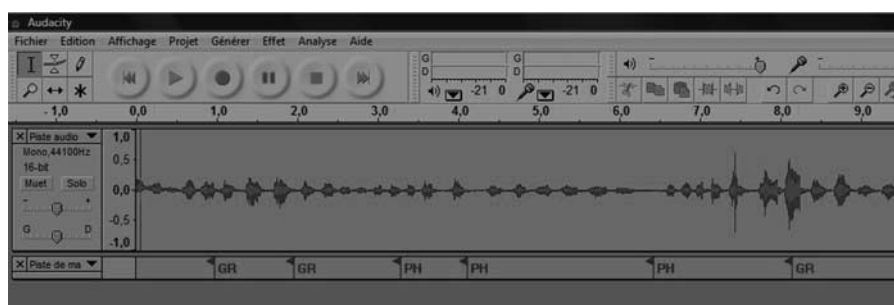 Audacity
Fichier Edition Affichage Projet Générer Effet Analyse Aide
G
D
-21 0
G
D
-21 0
- 1,0 0,0 1,0 2,0 3,0 4,0 5,0 6,0 7,0 8,0 9,0
Piste audio
Mono,44100Hz
16-bit
Muet Solo
- +
G D
1,0
0,5
0,0
-0,5
-1,0
Piste de ma
GR GR PH PH PH GR